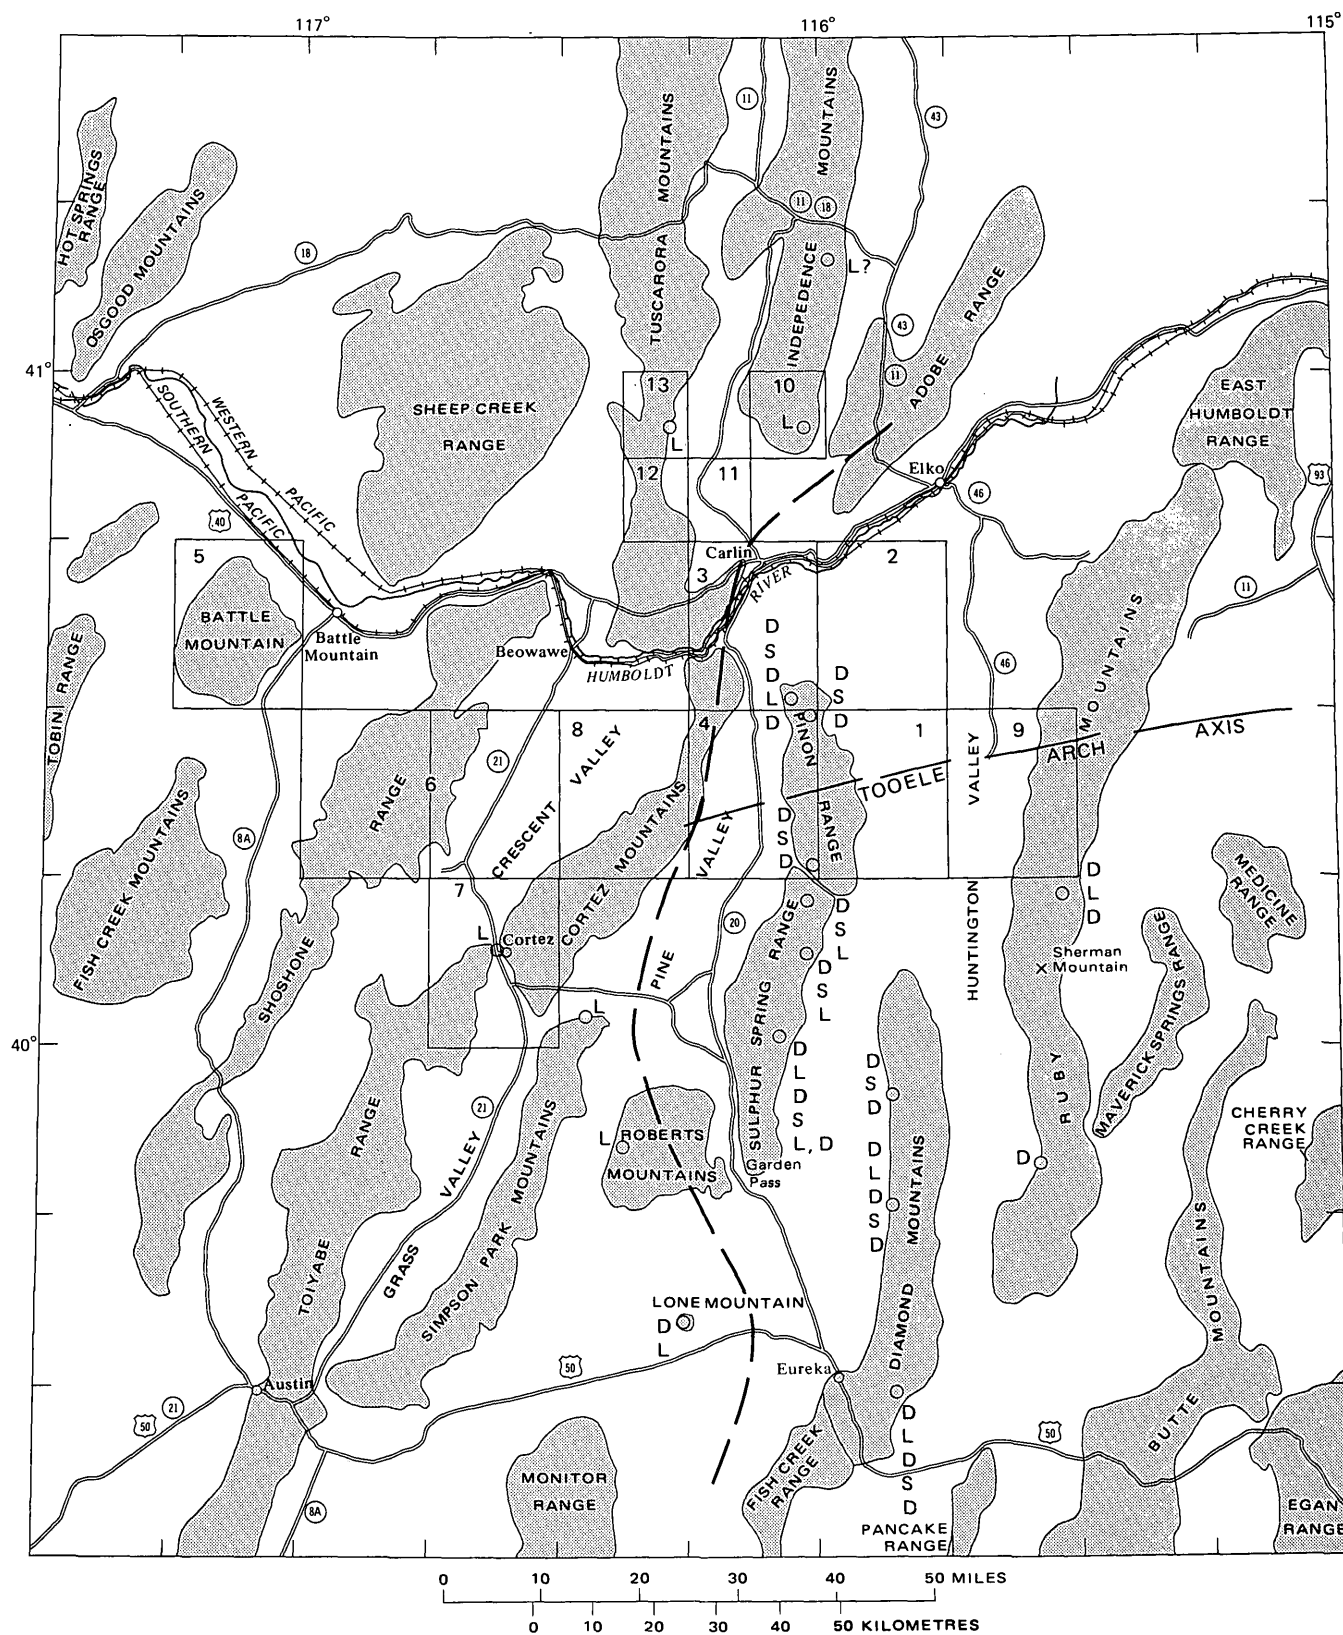 117°
116°
115°
HOT SPRINGS
RANGE
OSGOOD MOUNTAINS
18
TUSCARORA
MOUNTAINS
11
MOUNTAINS
43
11
18
INDEPEDENCE
L?
43
11
ADOBE
RANGE
41°
SOUTHERN
PACIFIC
WESTERN
PACIFIC
SHEEP CREEK
RANGE
13
L
10
L
EAST
HUMBOLDT
RANGE
12
11
Elko
46
93
40
5
Carlin
3
RIVER
2
11
BATTLE
MOUNTAIN
Battle
Mountain
Beowawe
HUMBOLDT
D
S
D
L
D
D
S
D
46
MOUNTAINS
TOBIN RANGE
8
VALLEY
4
PINON
RANGE
1
9
VALLEY
ARCH
AXIS
TOOELE
21
RANGE
6
CRESCENT
CORTEZ MOUNTAINS
VALLEY
D
S
D
8A
FISH CREEK MOUNTAINS
7
L
Cortez
20
D
S
L
D
S
L
D
L
D
HUNTINGTON
Sherman
Mountain
MEDICINE
RANGE
SHOSHONE
PINE
SULPHUR SPRING RANGE
MAVERICK SPRINGS RANGE
40°
L
D
L
D
S
L, D
D
S
D
RUBY
CHERRY
CREEK
RANGE
21
RANGE
VALLEY
L
ROBERTS
MOUNTAINS
Garden
Pass
D
L
D
S
D
MOUNTAINS
D
TOIYABE
GRASS
SIMPSON PARK MOUNTAINS
LONE MOUNTAIN
D
L
DIAMOND
MOUNTAINS
Eureka
50
Austin
21
50
D
L
D
S
D
50
BUTTE
MONITOR
RANGE
FISH CREEK
RANGE
8A
PANCAKE
RANGE
EGAN
RANGE
0 10 20 30 40 50 MILES
0 10 20 30 40 50 KILOMETRES